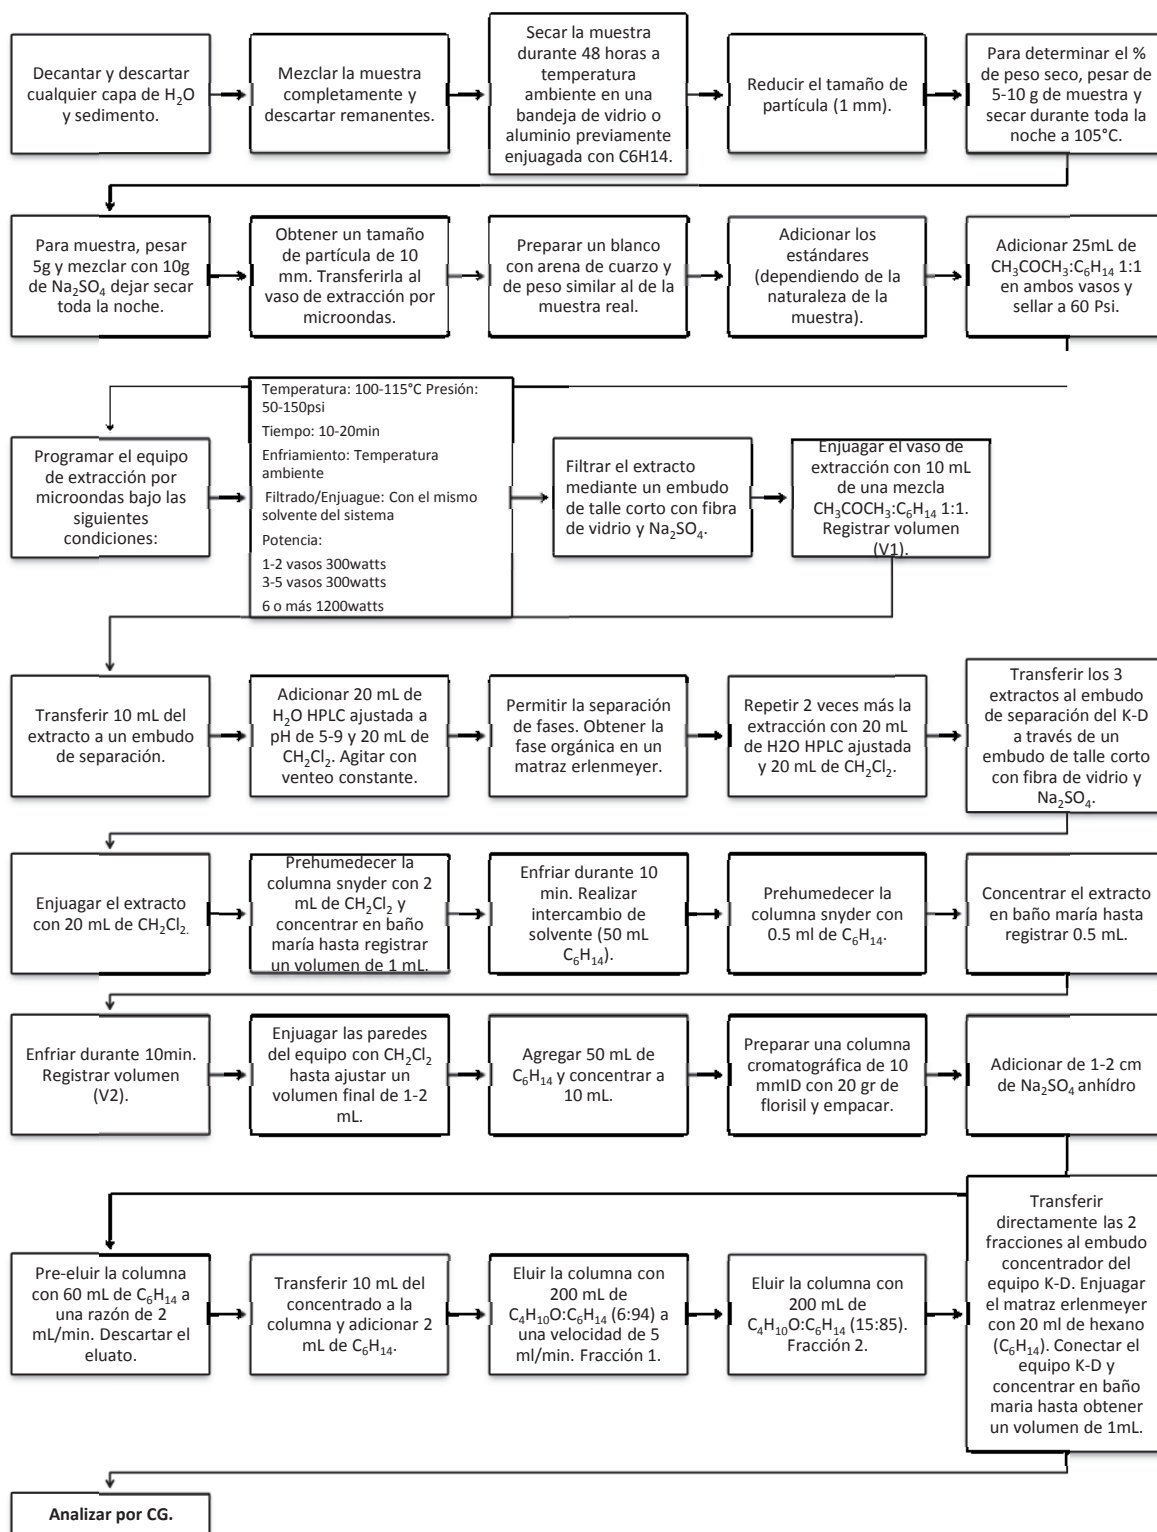 Decantar y descartar
cualquier capa de H₂O
y sedimento.
Mezclar la muestra
completamente y
descartar remanentes.
Secar la muestra
durante 48 horas a
temperatura
ambiente en una
bandeja de vidrio o
aluminio previamente
enjuagada con C6H14.
Reducir el tamaño de
partícula (1 mm).
Para determinar el %
de peso seco, pesar de
5-10 g de muestra y
secar durante toda la
noche a 105°C.
Para muestra, pesar
5g y mezclar con 10g
de Na₂SO₄ dejar secar
toda la noche.
Obtener un tamaño
de partícula de 10
mm. Transferirla al
vaso de extracción por
microondas.
Preparar un blanco
con arena de cuarzo y
de peso similar al de la
muestra real.
Adicionar los
estándares
(dependiendo de la
naturaleza de la
muestra).
Adicionar 25mL de
CH₃COCH₃:C₆H₁₄ 1:1
en ambos vasos y
sellar a 60 Psi.
Programar el equipo
de extracción por
microondas bajo las
siguientes
condiciones:
Temperatura: 100-115°C Presión:
50-150psi
Tiempo: 10-20min
Enfriamiento: Temperatura
ambiente
Filtrado/Enjuague: Con el mismo
solvente del sistema
Potencia:
1-2 vasos 300watts
3-5 vasos 300watts
6 o más 1200watts
Filtrar el extracto
mediante un embudo
de talle corto con fibra
de vidrio y Na₂SO₄.
Enjuagar el vaso de
extracción con 10 mL
de una mezcla
CH₃COCH₃:C₆H₁₄ 1:1.
Registrar volumen
(V1).
Transferir 10 mL del
extracto a un embudo
de separación.
Adicionar 20 mL de
H₂O HPLC ajustada a
pH de 5-9 y 20 mL de
CH₂Cl₂. Agitar con
venteo constante.
Permitir la separación
de fases. Obtener la
fase orgánica en un
matraz erlenmeyer.
Repetir 2 veces más la
extracción con 20 mL
de H2O HPLC ajustada
y 20 mL de CH₂Cl₂.
Transferir los 3
extractos al embudo
de separación del K-D
a través de un
embudo de talle corto
con fibra de vidrio y
Na₂SO₄.
Enjuagar el extracto
con 20 mL de CH₂Cl₂.
Prehumedecer la
columna snyder con 2
mL de CH₂Cl₂ y
concentrar en baño
maría hasta registrar
un volumen de 1 mL.
Enfriar durante 10
min. Realizar
intercambio de
solvente (50 mL
C₆H₁₄).
Prehumedecer la
columna snyder con
0.5 ml de C₆H₁₄.
Concentrar el extracto
en baño maría hasta
registrar 0.5 mL.
Enfriar durante 10min.
Registrar volumen
(V2).
Enjuagar las paredes
del equipo con CH₂Cl₂
hasta ajustar un
volumen final de 1-2
mL.
Agregar 50 mL de
C₆H₁₄ y concentrar a
10 mL.
Preparar una columna
cromatográfica de 10
mmID con 20 gr de
florisil y empacar.
Adicionar de 1-2 cm
de Na₂SO₄ anhídro
Pre-eluir la columna
con 60 mL de C₆H₁₄ a
una razón de 2
mL/min. Descartar el
eluato.
Transferir 10 mL del
concentrado a la
columna y adicionar 2
mL de C₆H₁₄.
Eluir la columna con
200 mL de
C₄H₁₀O:C₆H₁₄ (6:94) a
una velocidad de 5
ml/min. Fracción 1.
Eluir la columna con
200 mL de
C₄H₁₀O:C₆H₁₄ (15:85).
Fracción 2.
Transferir
directamente las 2
fracciones al embudo
concentrador del
equipo K-D. Enjuagar
el matraz erlenmeyer
con 20 ml de hexano
(C₆H₁₄). Conectar el
equipo K-D y
concentrar en baño
maria hasta obtener
un volumen de 1mL.
Analizar por CG.